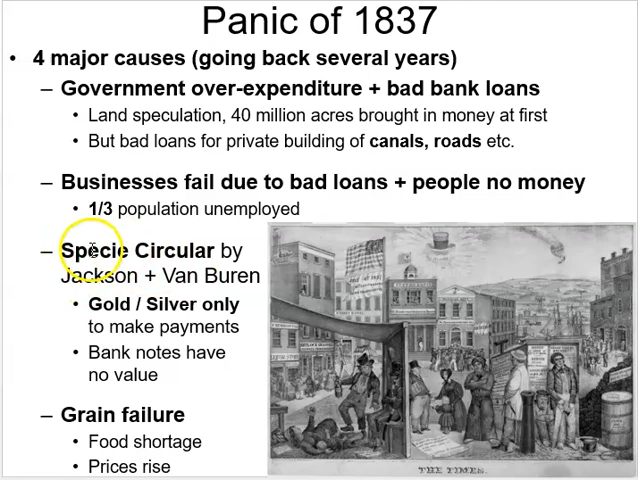 Panic of 1837
• 4 major causes (going back several years)
– Government over-expenditure + bad bank loans
• Land speculation, 40 million acres brought in money at first
• But bad loans for private building of canals, roads etc.
– Businesses fail due to bad loans + people no money
• 1/3 population unemployed
– Specie Circular by
Jackson + Van Buren
• Gold / Silver only
to make payments
• Bank notes have
no value
– Grain failure
• Food shortage
• Prices rise
THE TIMES.